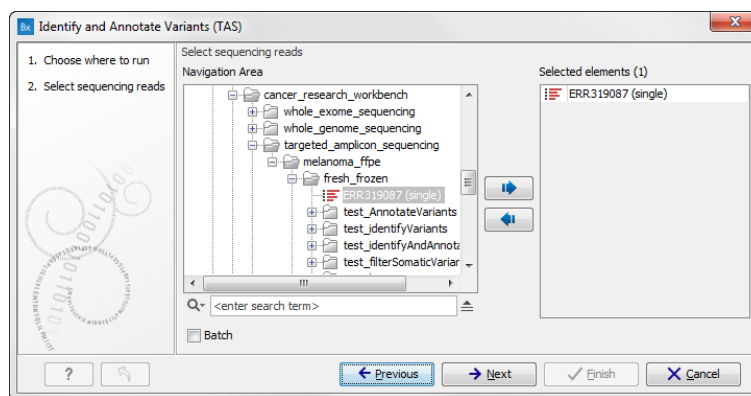 Bx Identify and Annotate Variants (TAS)
1. Choose where to run
2. Select sequencing reads
Select sequencing reads
Navigation Area
cancer_research_workbench
whole_exome_sequencing
whole_genome_sequencing
targeted_amplicon_sequencing
melanoma_ffpe
fresh_frozen
ERR319087 (single)
test_AnnotateVariants
test_identifyVariants
test_identifyAndAnnota
test_filterSomaticVariar
<enter search term>
Batch
Selected elements (1)
ERR319087 (single)
?
Previous
Next
Finish
Cancel